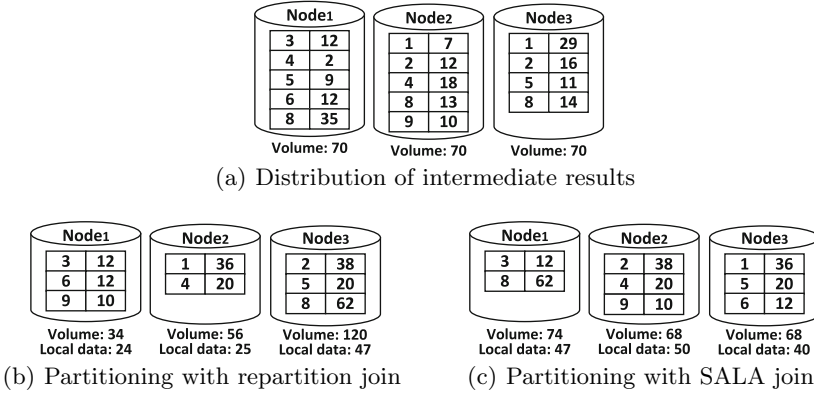 Node1 Node2 Node3
3 12 1 7 1 29
4 2 2 12 2 16
5 9 4 18 5 11
6 12 8 13 8 14
8 35 9 10
Volume: 70 Volume: 70 Volume: 70
(a) Distribution of intermediate results
Node1 Node2 Node3
3 12 1 36 2 38
6 12 4 20 5 20
9 10 8 62
Volume: 34 Volume: 56 Volume: 120
Local data: 24 Local data: 25 Local data: 47
(b) Partitioning with repartition join
Node1 Node2 Node3
3 12 2 38 1 36
8 62 4 20 5 20
9 10 6 12
Volume: 74 Volume: 68 Volume: 68
Local data: 47 Local data: 50 Local data: 40
(c) Partitioning with SALA join